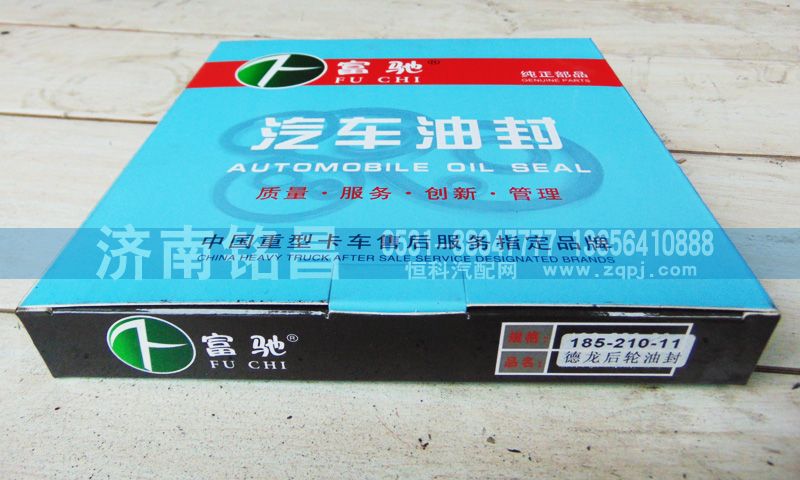 富驰®
FU CHI
纯正部品
GENUINE PARTS
汽车油封
AUTOMOBILE OIL SEAL
质量·服务·创新·管理
中国重型卡车售后服务指定品牌
CHINA HEAVY TRUCK AFTER SALE SERVICE DESIGNATED BRANDS
济南铭昌
13656410888
恒科汽配网 www.zqpj.com
富驰®
FU CHI
规格: 185-210-11
品名: 德龙后轮油封